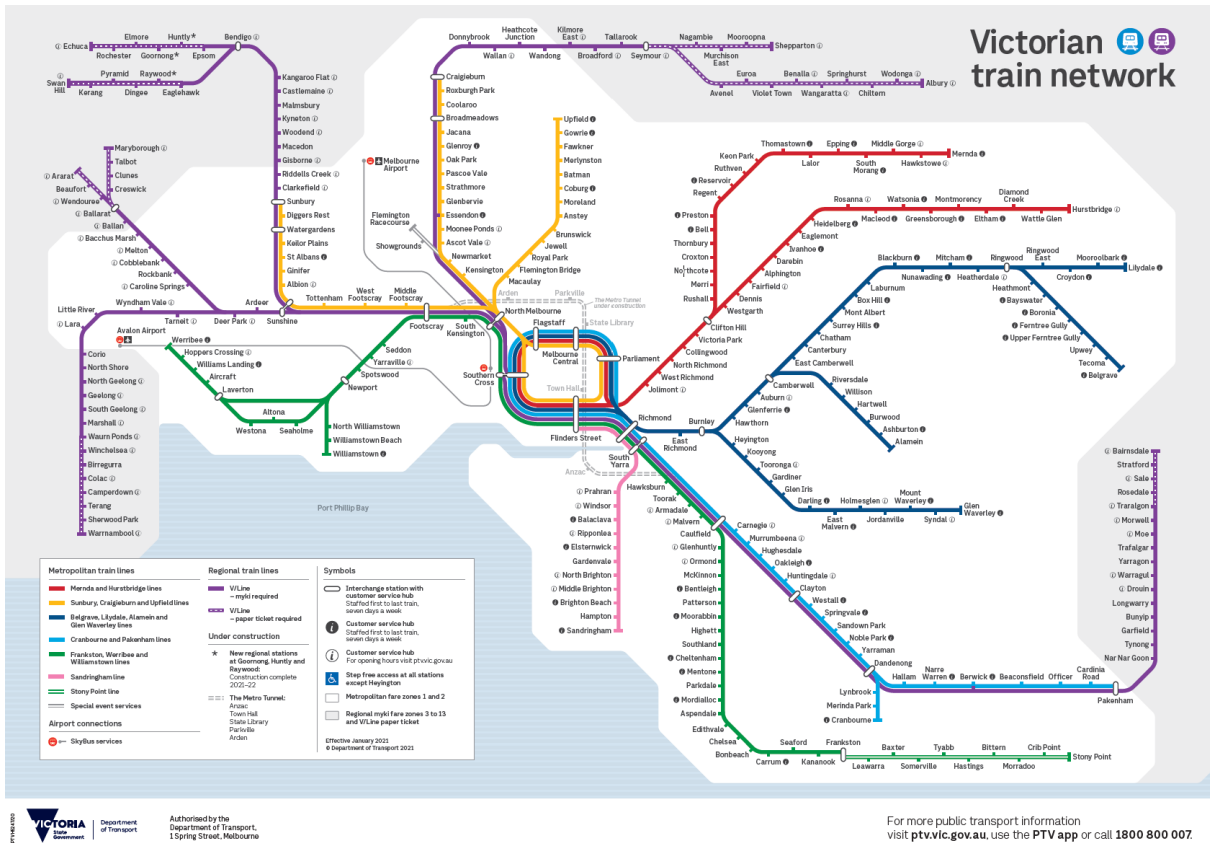 Victorian
train network
Echuca
Elmore
Huntly*
Bendigo
Rochester
Goornong*
Epsom
Swan
Hill
Pyramid
Raywood*
Kerang
Dingee
Eaglehawk
Kangaroo Flat
Castlemaine
Malmsbury
Kyneton
Woodend
Macedon
Gisborne
Riddells Creek
Clarkefield
Sunbury
Diggers Rest
Watergardens
Keilor Plains
St Albans
Ginifer
Albion
Sunshine
Maryborough
Talbot
Clunes
Creswick
Ararat
Beaufort
Wendouree
Ballarat
Ballan
Bacchus Marsh
Melton
Cobblebank
Rockbank
Caroline Springs
Ardeer
Deer Park
Tarneit
Wyndham Vale
Little River
Lara
Corio
North Shore
North Geelong
Geelong
South Geelong
Marshall
Waurn Ponds
Winchelsea
Birregurra
Colac
Camperdown
Terang
Sherwood Park
Warrnambool
Avalon Airport
Donnybrook
Heathcote
Junction
Kilmore
East
Tallarook
Wallan
Wandong
Broadford
Seymour
Nagambie
Mooroopna
Shepparton
Murchison
East
Euroa
Benalla
Springhurst
Wodonga
Albury
Avenel
Violet Town
Wangaratta
Chiltern
Craigieburn
Roxburgh Park
Coolaroo
Broadmeadows
Jacana
Glenroy
Oak Park
Pascoe Vale
Strathmore
Glenbervie
Essendon
Moonee Ponds
Ascot Vale
Newmarket
Kensington
Melbourne
Airport
Flemington
Racecourse
Showgrounds
Upfield
Gowrie
Fawkner
Merlynston
Batman
Coburg
Moreland
Anstey
Brunswick
Jewell
Royal Park
Flemington Bridge
Macaulay
Tottenham
West
Footscray
Middle
Footscray
Footscray
South
Kensington
North Melbourne
Arden
Parkville
The Metro Tunnel
under construction
Flagstaff
State Library
Melbourne
Central
Parliament
Southern
Cross
Town Hall
Flinders Street
Anzac
Werribee
Hoppers Crossing
Williams Landing
Aircraft
Laverton
Altona
Westona
Seaholme
Seddon
Yarraville
Spotswood
Newport
North Williamstown
Williamstown Beach
Williamstown
Port Phillip Bay
Thomastown
Epping
Middle Gorge
Mernda
Keon Park
Lalor
South
Morang
Hawkstowe
Ruthven
Reservoir
Regent
Preston
Bell
Thornbury
Croxton
Northcote
Merri
Rushall
Rosanna
Watsonia
Montmorency
Diamond
Creek
Hurstbridge
Macleod
Greensborough
Eltham
Wattle Glen
Heidelberg
Eaglemont
Ivanhoe
Darebin
Alphington
Fairfield
Dennis
Westgarth
Clifton Hill
Victoria Park
Collingwood
North Richmond
West Richmond
Jolimont
Blackburn
Mitcham
Ringwood
Ringwood
East
Mooroolbark
Lilydale
Nunawading
Heatherdale
Croydon
Laburnum
Box Hill
Mont Albert
Surrey Hills
Chatham
Canterbury
East Camberwell
Camberwell
Auburn
Glenferrie
Hawthorn
Heathmont
Bayswater
Boronia
Ferntree Gully
Upper Ferntree Gully
Upwey
Tecoma
Belgrave
Riversdale
Willison
Hartwell
Burwood
Ashburton
Alamein
Richmond
East
Richmond
Burnley
Heyington
Kooyong
Tooronga
Gardiner
Glen Iris
Darling
Holmesglen
Mount
Waverley
Glen
Waverley
East
Malvern
Jordanville
Syndal
South
Yarra
Prahran
Windsor
Balaclava
Ripponlea
Elsternwick
Gardenvale
North Brighton
Middle Brighton
Brighton Beach
Hampton
Sandringham
Hawksburn
Toorak
Armadale
Malvern
Caulfield
Glenhuntly
Ormond
McKinnon
Bentleigh
Patterson
Moorabbin
Highett
Southland
Cheltenham
Mentone
Parkdale
Mordialloc
Aspendale
Edithvale
Chelsea
Bonbeach
Carrum
Seaford
Kananook
Frankston
Leawarra
Baxter
Somerville
Tyabb
Hastings
Bittern
Morradoo
Crib Point
Stony Point
Carnegie
Murrumbeena
Hughesdale
Oakleigh
Huntingdale
Clayton
Westall
Springvale
Sandown Park
Noble Park
Yarraman
Dandenong
Lynbrook
Merinda Park
Cranbourne
Hallam
Narre
Warren
Berwick
Beaconsfield
Officer
Cardinia
Road
Pakenham
Bairnsdale
Stratford
Sale
Rosedale
Traralgon
Morwell
Moe
Trafalgar
Yarragon
Warragul
Drouin
Longwarry
Bunyip
Garfield
Tynong
Nar Nar Goon
Metropolitan train lines
Mernda and Hurstbridge lines
Sunbury, Craigieburn and Upfield lines
Belgrave, Lilydale, Alamein and
Glen Waverley lines
Cranbourne and Pakenham lines
Frankston, Werribee and
Williamstown lines
Sandringham line
Stony Point line
Special event services
Airport connections
SkyBus services
Regional train lines
V/Line
– myki required
V/Line
– paper ticket required
Under construction
* New regional stations
at Goornong, Huntly and
Raywood:
Construction complete
2021–22
The Metro Tunnel:
Anzac
Town Hall
State Library
Parkville
Arden
Symbols
Interchange station with
customer service hub
Staffed first to last train,
seven days a week
Customer service hub
Staffed first to last train,
seven days a week
Customer service hub
For opening hours visit ptv.vic.gov.au
Step free access at all stations
except Heyington
Metropolitan fare zones 1 and 2
Regional myki fare zones 3 to 13
and V/Line paper ticket
Effective January 2021
© Department of Transport 2021
VICTORIA
State
Government
Department
of Transport
Authorised by the
Department of Transport,
1 Spring Street, Melbourne
For more public transport information
visit ptv.vic.gov.au, use the PTV app or call 1800 800 007.